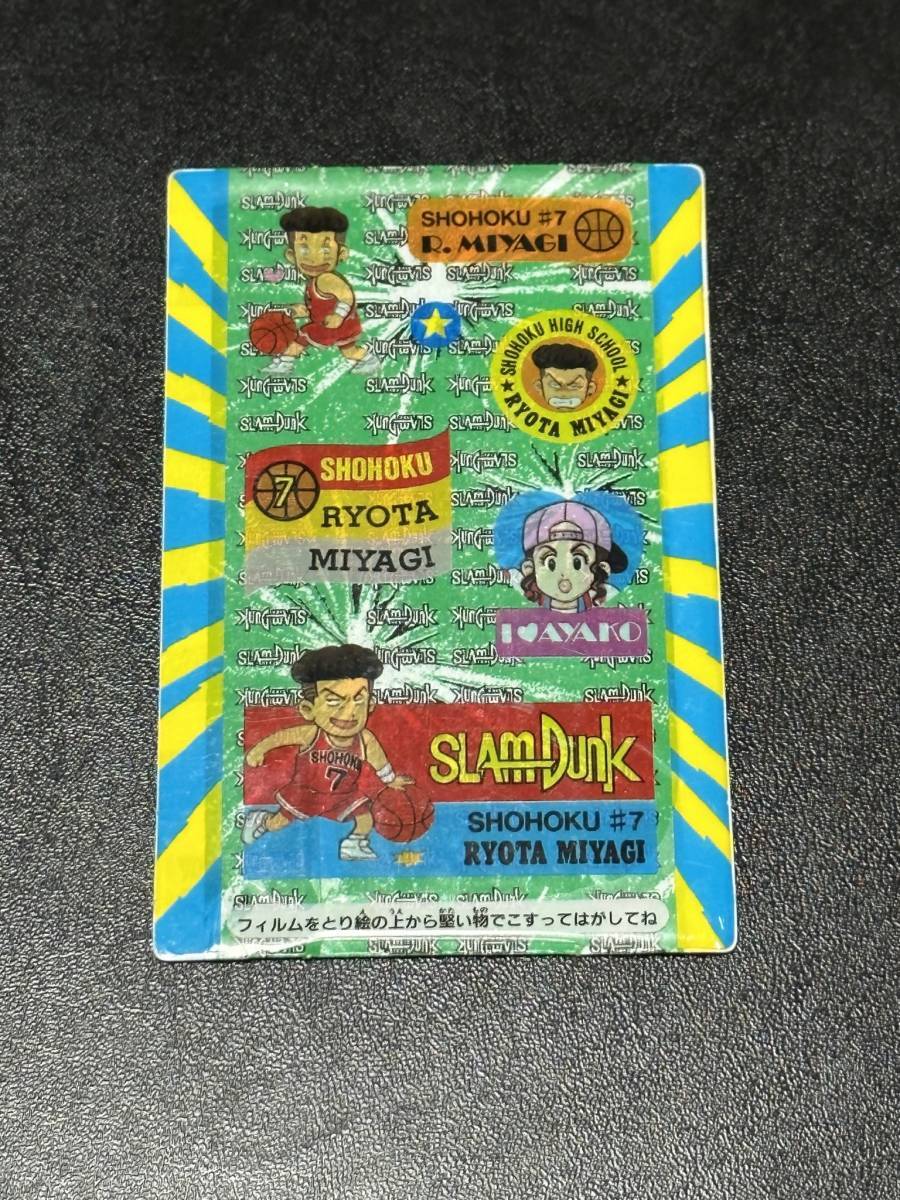 SHOHOKU #7
R. MIYAGI
SHOHOKU HIGH SCHOOL
★RYOTA MIYAGI★
7 SHOHOKU
RYOTA
MIYAGI
I♥AYAKO
SLAM DUNK
SHOHOKU
7
SHOHOKU #7
RYOTA MIYAGI
フィルムをとり絵の上から堅い物でこすってはがしてね